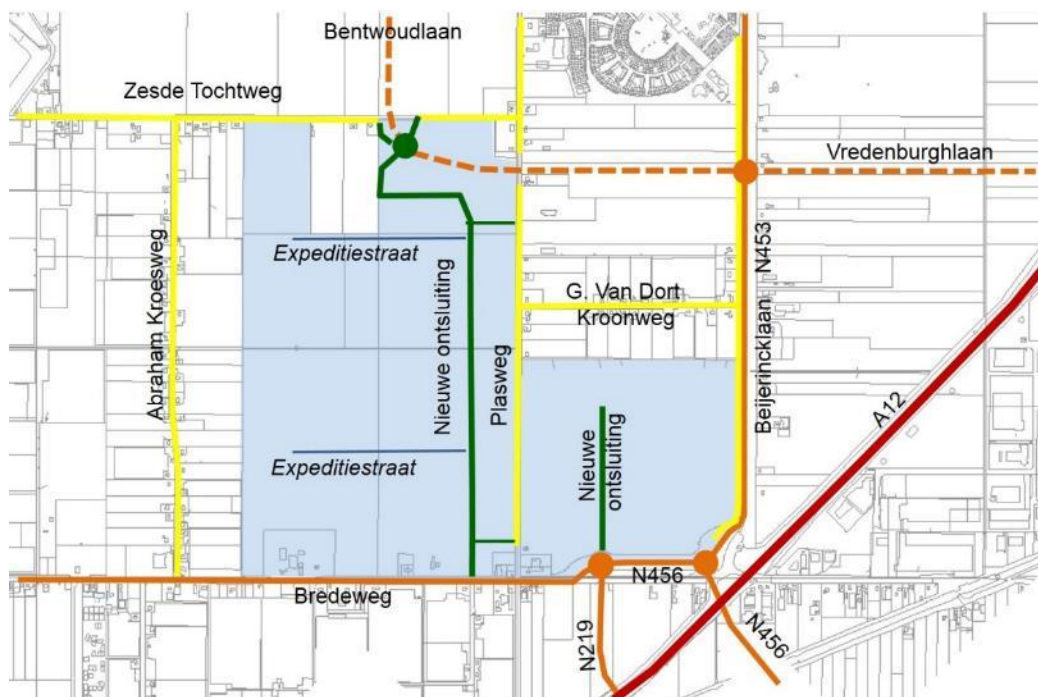 Bentwoudlaan
Zesde Tochtweg
Vredenburghlaan
Expeditiestraat
Abraham Kroesweg
Nieuwe ontsluiting
Plasweg
G. Van Dort
Kroonweg
N453
Beijerincklaan
A12
Expeditiestraat
Nieuwe
ontsluiting
N456
Bredeweg
N219
N456